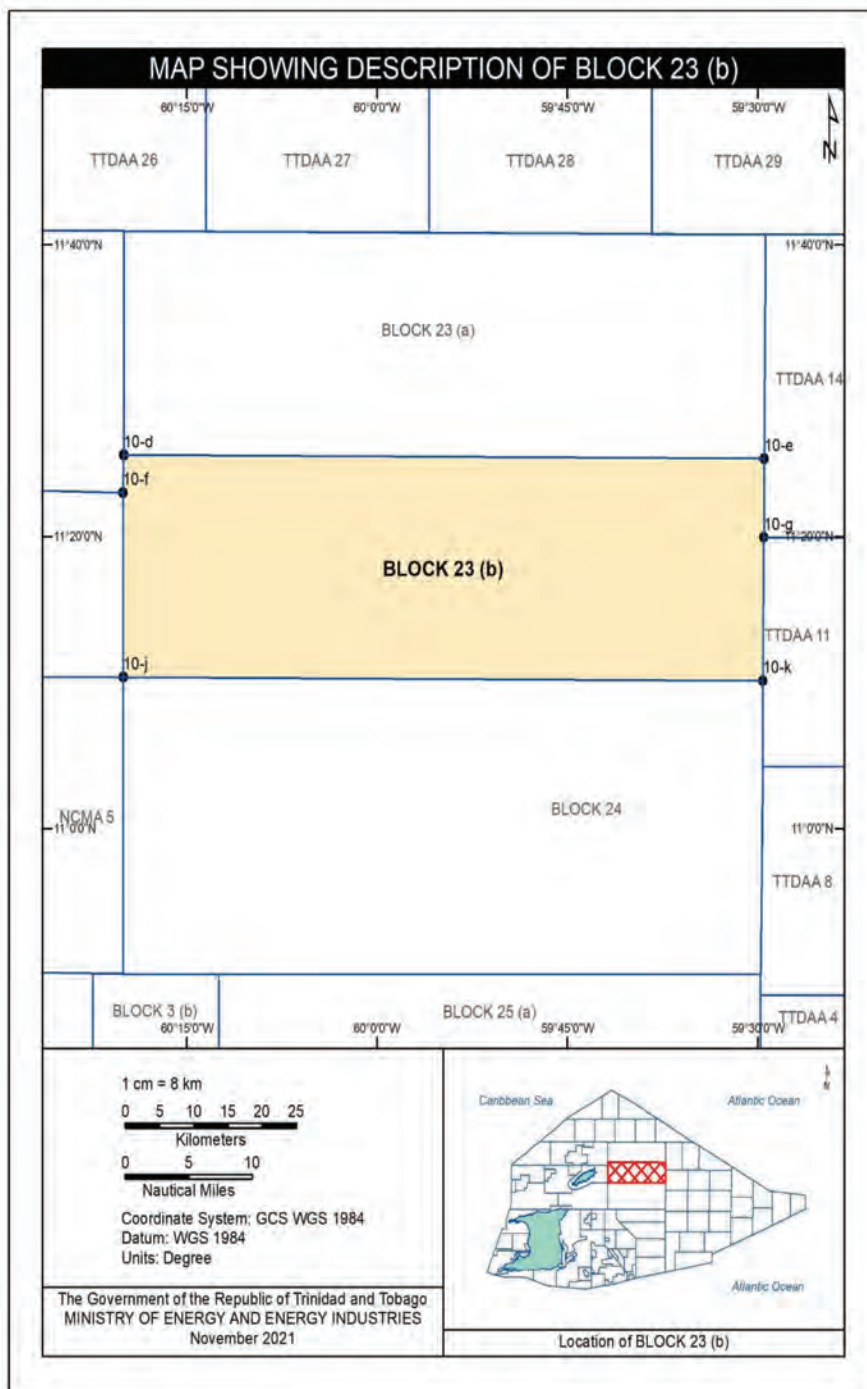 MAP SHOWING DESCRIPTION OF BLOCK 23 (b)
60°15'0"W 60°0'0"W 59°45'0"W 59°30'0"W
N
TTDAA 26 TTDAA 27 TTDAA 28 TTDAA 29
11°40'0"N 11°40'0"N
BLOCK 23 (a)
TTDAA 14
10-d 10-e
10-f
10-g
11°20'0"N 11°20'0"N
BLOCK 23 (b)
TTDAA 11
10-j 10-k
BLOCK 24
NCMA 5
11°0'0"N 11°0'0"N
TTDAA 8
BLOCK 3 (b) BLOCK 25 (a) TTDAA 4
60°15'0"W 60°0'0"W 59°45'0"W 59°30'0"W
1 cm = 8 km
0 5 10 15 20 25
Kilometers
0 5 10
Nautical Miles
Coordinate System: GCS WGS 1984
Datum: WGS 1984
Units: Degree
The Government of the Republic of Trinidad and Tobago
MINISTRY OF ENERGY AND ENERGY INDUSTRIES
November 2021
N
Caribbean Sea Atlantic Ocean
Atlantic Ocean
Location of BLOCK 23 (b)